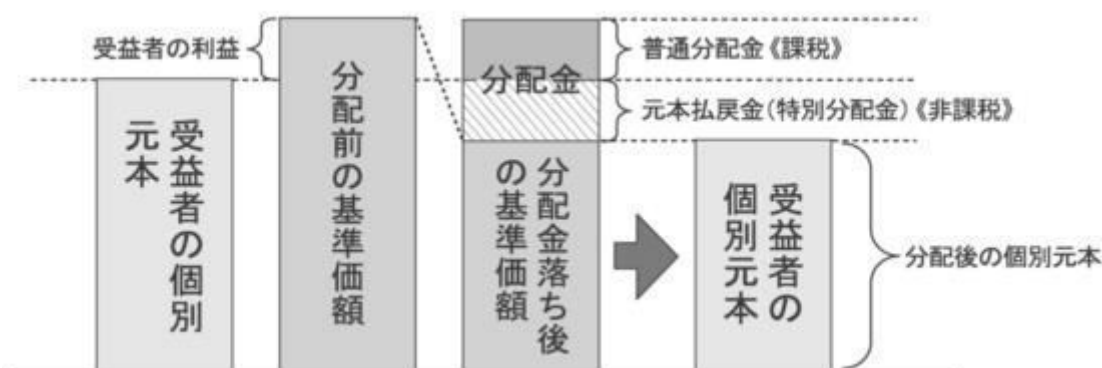 受益者の利益
受益者の個別
元本
分配前の基準価額
分配金
分配金落ち後
の基準価額
普通分配金《課税》
元本払戻金(特別分配金)《非課税》
受益者の
個別元本
分配後の個別元本